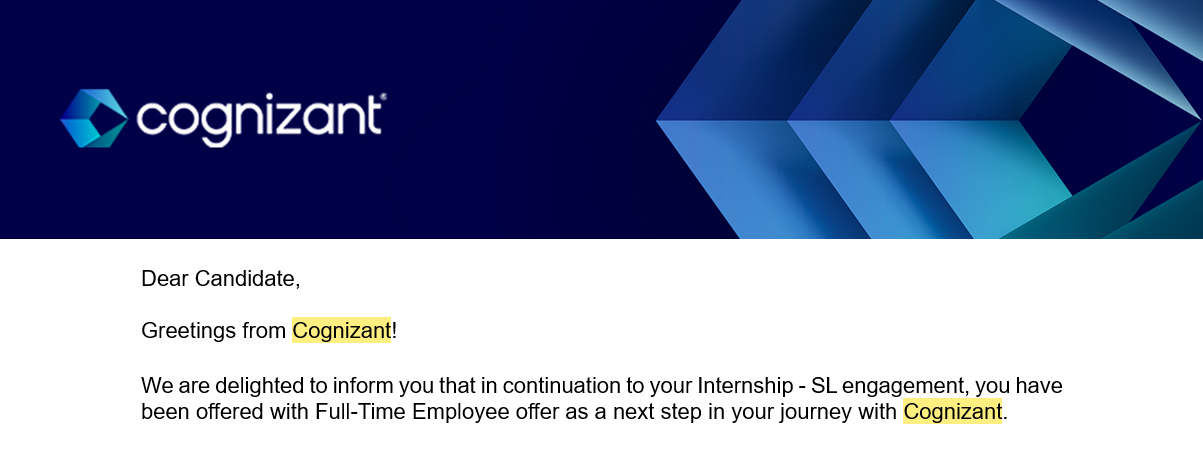 cognizant®
Dear Candidate,
Greetings from Cognizant!
We are delighted to inform you that in continuation to your Internship - SL engagement, you have
been offered with Full-Time Employee offer as a next step in your journey with Cognizant.